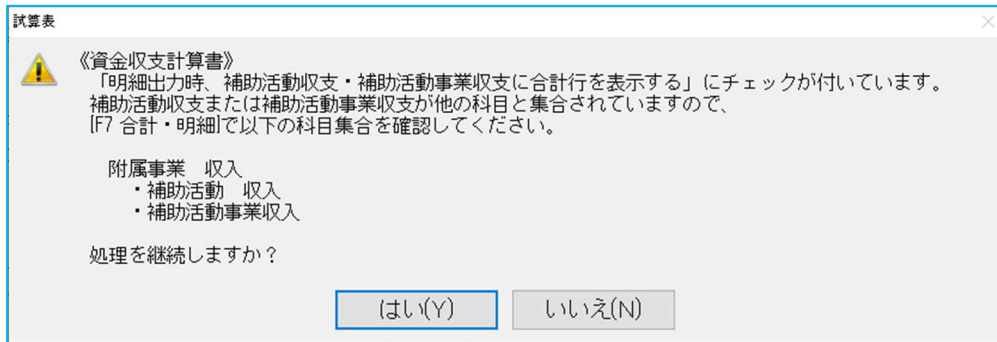 試算表
《資金収支計算書》
「明細出力時、補助活動収支・補助活動事業収支に合計行を表示する」にチェックが付いています。
補助活動収支または補助活動事業収支が他の科目と集合されていますので、
[F7 合計・明細]で以下の科目集合を確認してください。
附属事業　収入
・補助活動　収入
・補助活動事業収入
処理を継続しますか？
はい(Y)
いいえ(N)